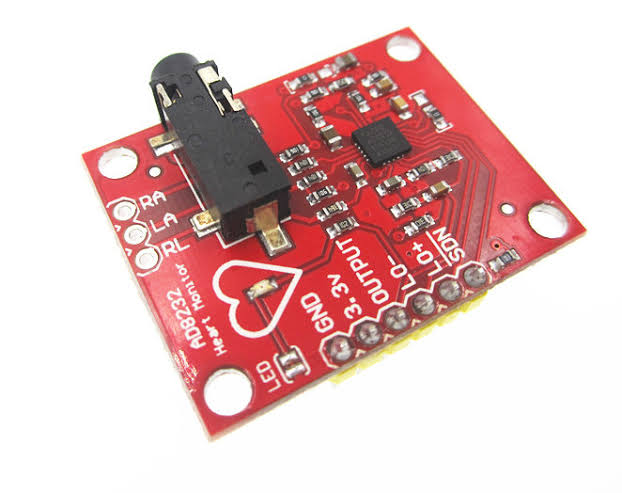 RA
LA
RL
AD8232
Heart Monitor
LED
GND
3.3v
OUTPUT
LO-
LO+
SDN